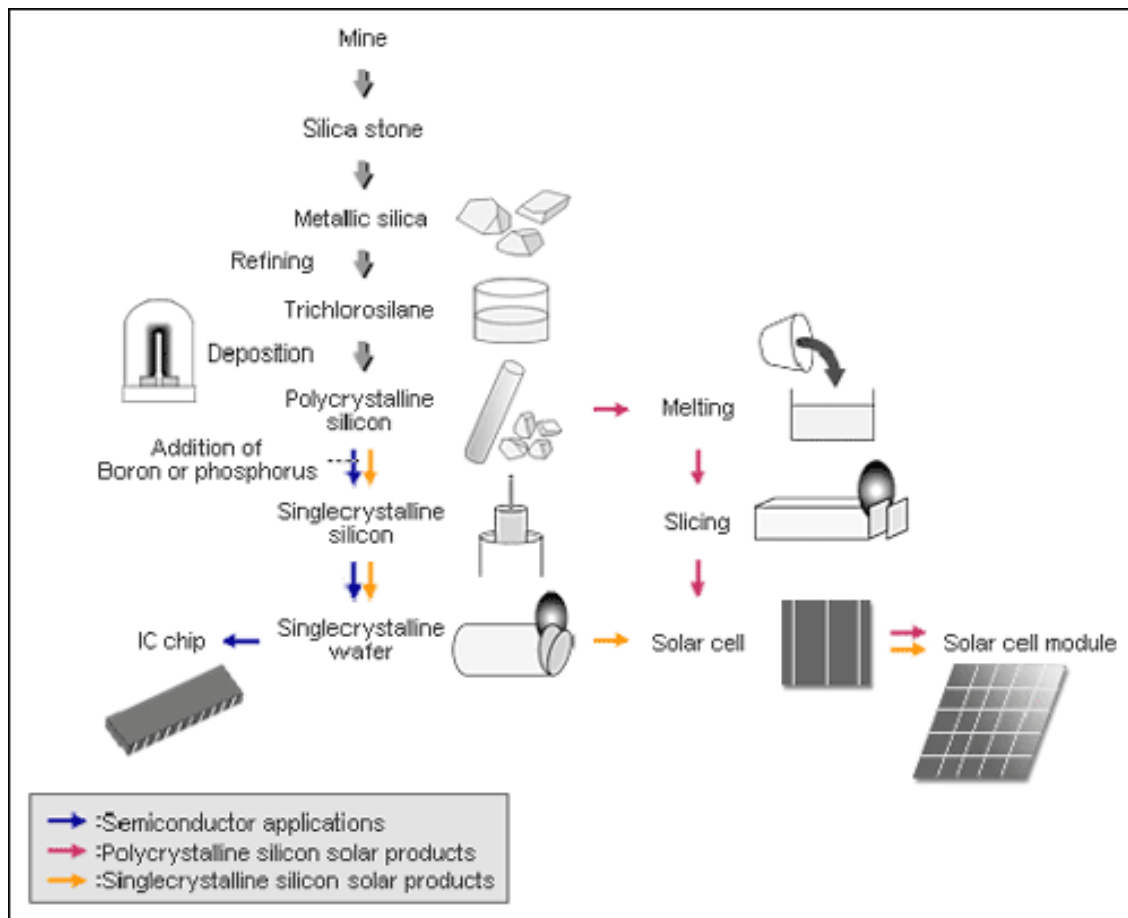 Mine
Silica stone
Metallic silica
Refining
Trichlorosilane
Deposition
Polycrystalline
silicon
Melting
Addition of
Boron or phosphorus
Singlecrystalline
silicon
Slicing
IC chip
Singlecrystalline
wafer
Solar cell
Solar cell module
:Semiconductor applications
:Polycrystalline silicon solar products
:Singlecrystalline silicon solar products